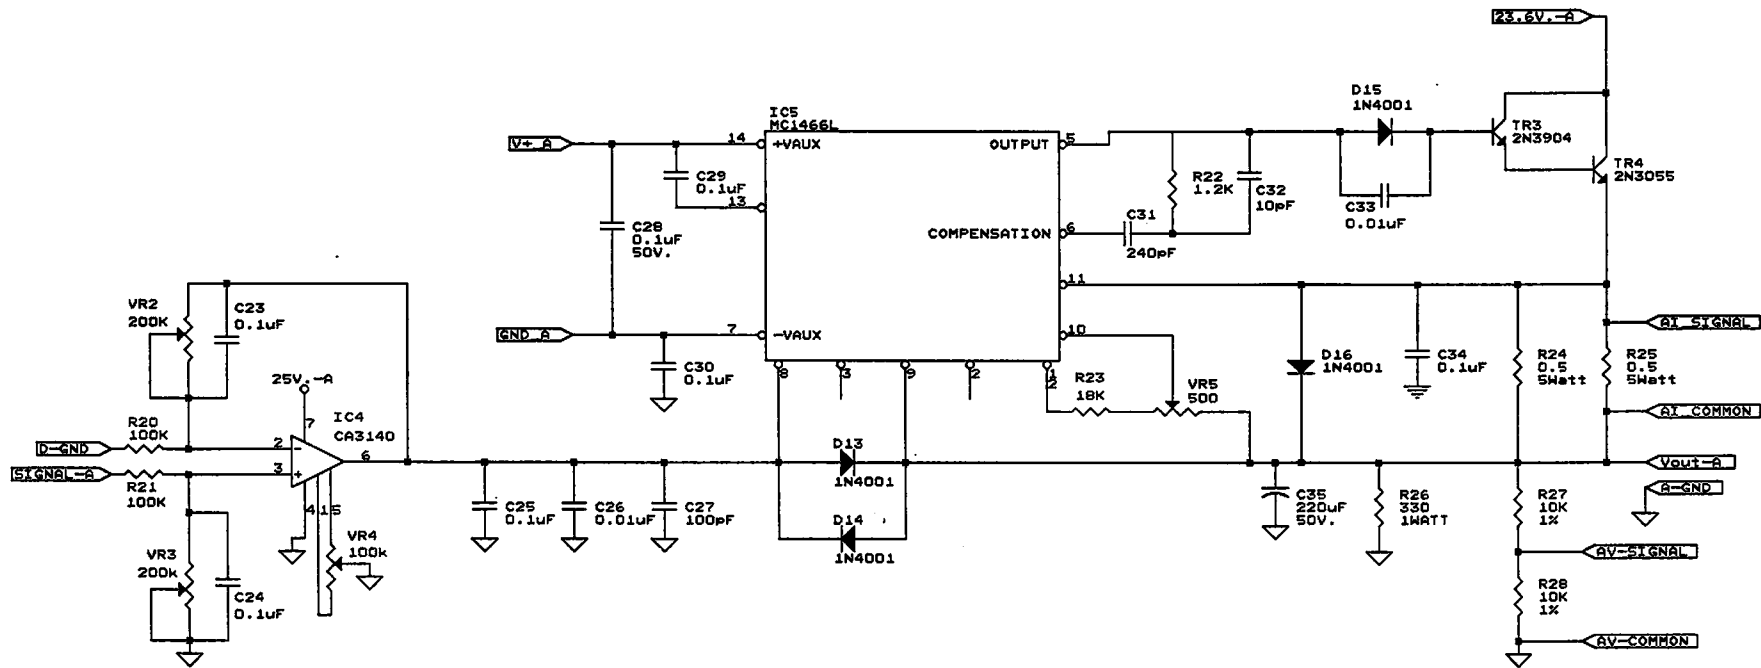 23.6V.-A
D15
1N4001
TR3
2N3904
TR4
2N3055
IC5
MC1466L
V+_A
14
+VAUX
OUTPUT
5
C29
0.1uF
13
C28
0.1uF
50V.
R22
1.2K
C32
10pF
C33
0.01uF
COMPENSATION
6
C31
240pF
11
GND_A
7
-VAUX
10
C30
0.1uF
8
3
9
2
12
R23
18K
VR5
500
D16
1N4001
C34
0.1uF
R24
0.5
5Watt
R25
0.5
5Watt
AI_SIGNAL
AI_COMMON
VR2
200K
C23
0.1uF
25V.-A
7
IC4
CA3140
D-GND
R20
100K
2
-
SIGNAL-A
R21
100K
3
+
6
4
1
5
VR3
200k
C24
0.1uF
VR4
100k
C25
0.1uF
C26
0.01uF
C27
100pF
D13
1N4001
D14
1N4001
C35
220uF
50V.
R26
330
1WATT
R27
10K
1%
R28
10K
1%
Vout-A
A-GND
AV-SIGNAL
AV-COMMON